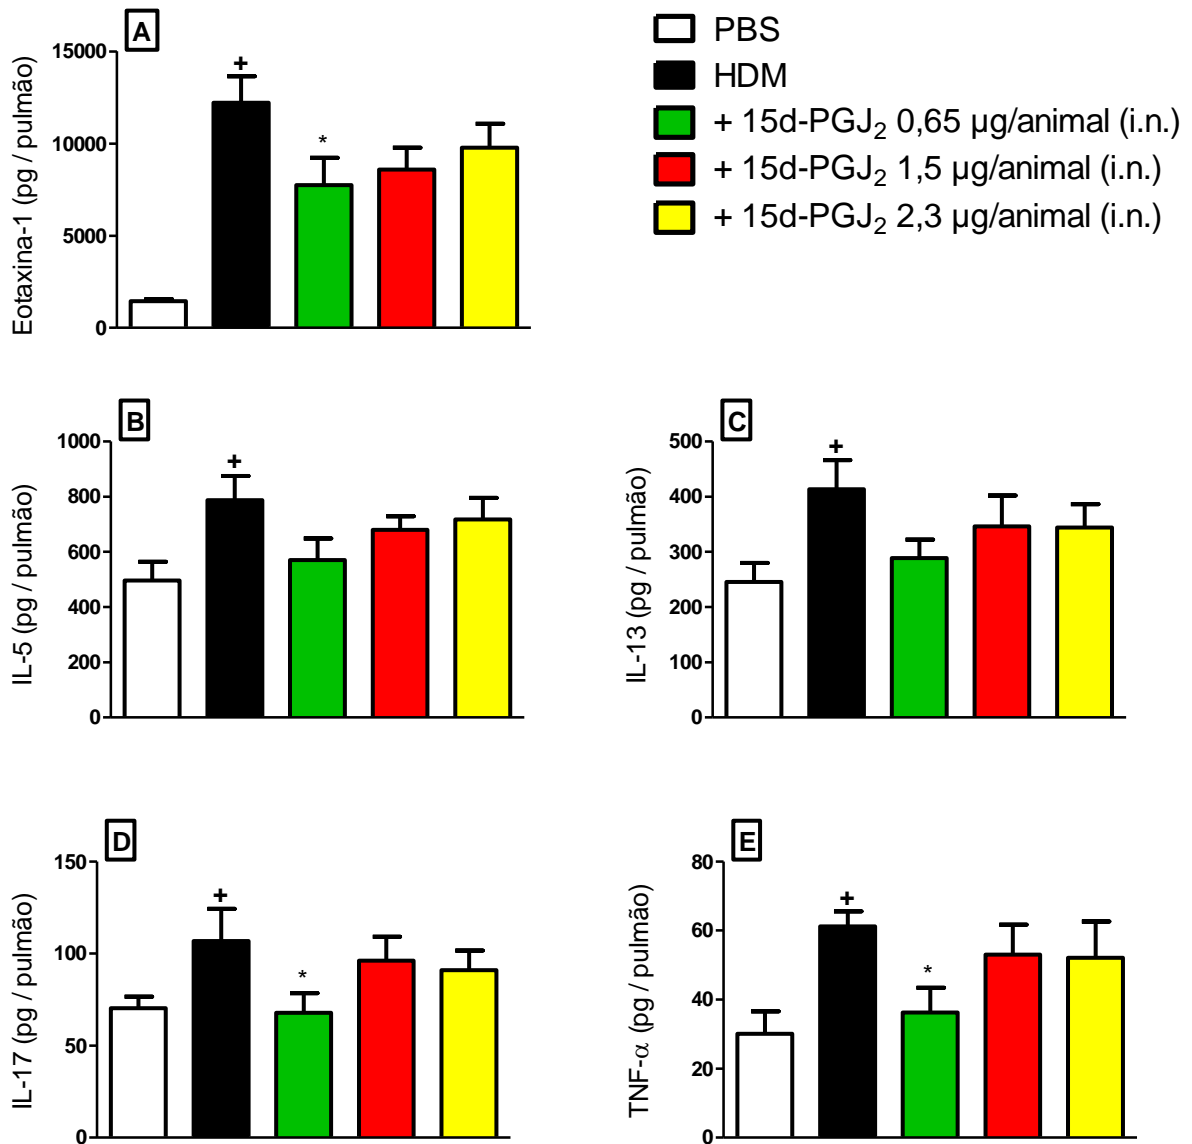 A
Eotaxina-1 (pg / pulmão)
15000
10000
5000
0
+
*
PBS
HDM
+ 15d-PGJ₂ 0,65 µg/animal (i.n.)
+ 15d-PGJ₂ 1,5 µg/animal (i.n.)
+ 15d-PGJ₂ 2,3 µg/animal (i.n.)
B
IL-5 (pg / pulmão)
1000
800
600
400
200
0
+
C
IL-13 (pg / pulmão)
500
400
300
200
100
0
+
D
IL-17 (pg / pulmão)
150
100
50
0
+
*
E
TNF-α (pg / pulmão)
80
60
40
20
0
+
*